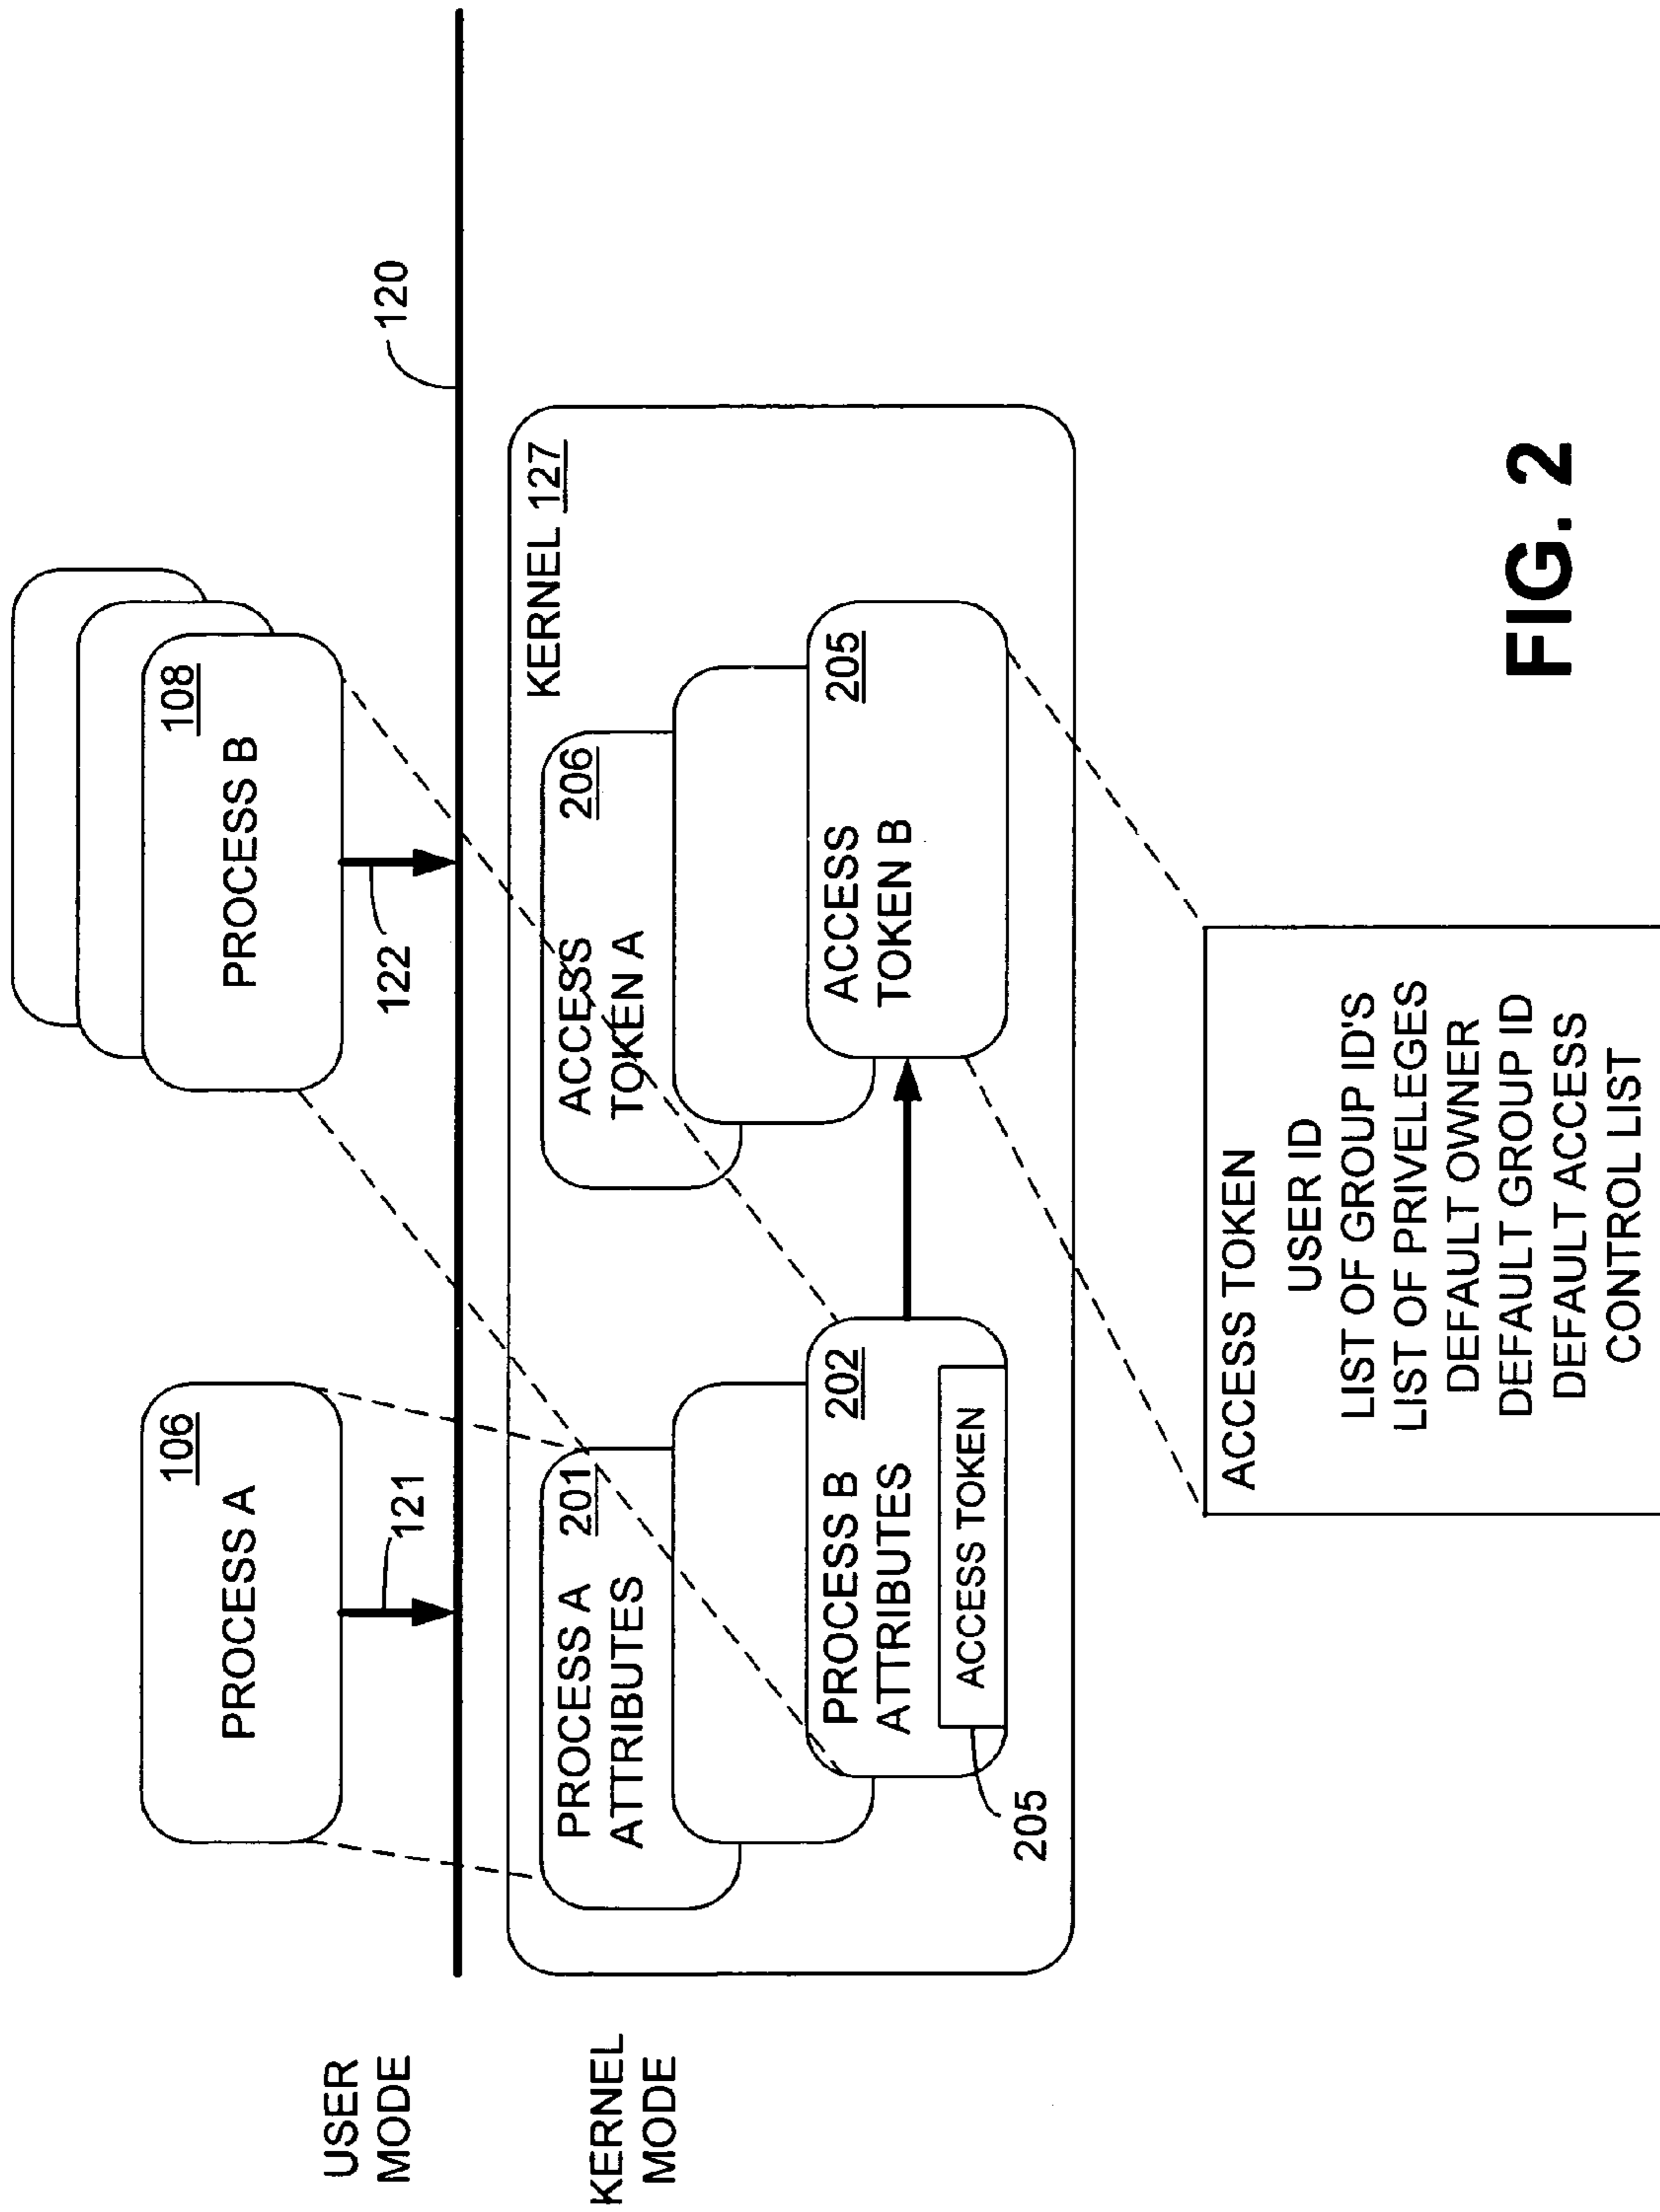 USER
MODE
PROCESS A
106
121
PROCESS B
108
122
120
KERNEL
MODE
KERNEL 127
PROCESS A 201
ATTRIBUTES
ACCESS 206
TOKEN A
PROCESS B 202
ATTRIBUTES
ACCESS TOKEN
205
ACCESS 205
TOKEN B
ACCESS TOKEN
USER ID
LIST OF GROUP ID'S
LIST OF PRIVELEGES
DEFAULT OWNER
DEFAULT GROUP ID
DEFAULT ACCESS
CONTROL LIST
FIG. 2